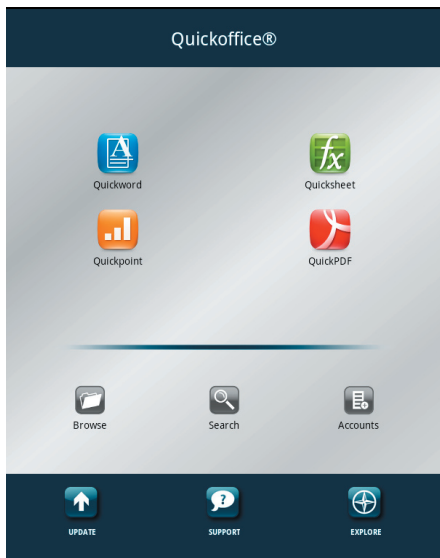 Quickoffice®
Quickword
Quicksheet
Quickpoint
QuickPDF
Browse
Search
Accounts
UPDATE
SUPPORT
EXPLORE